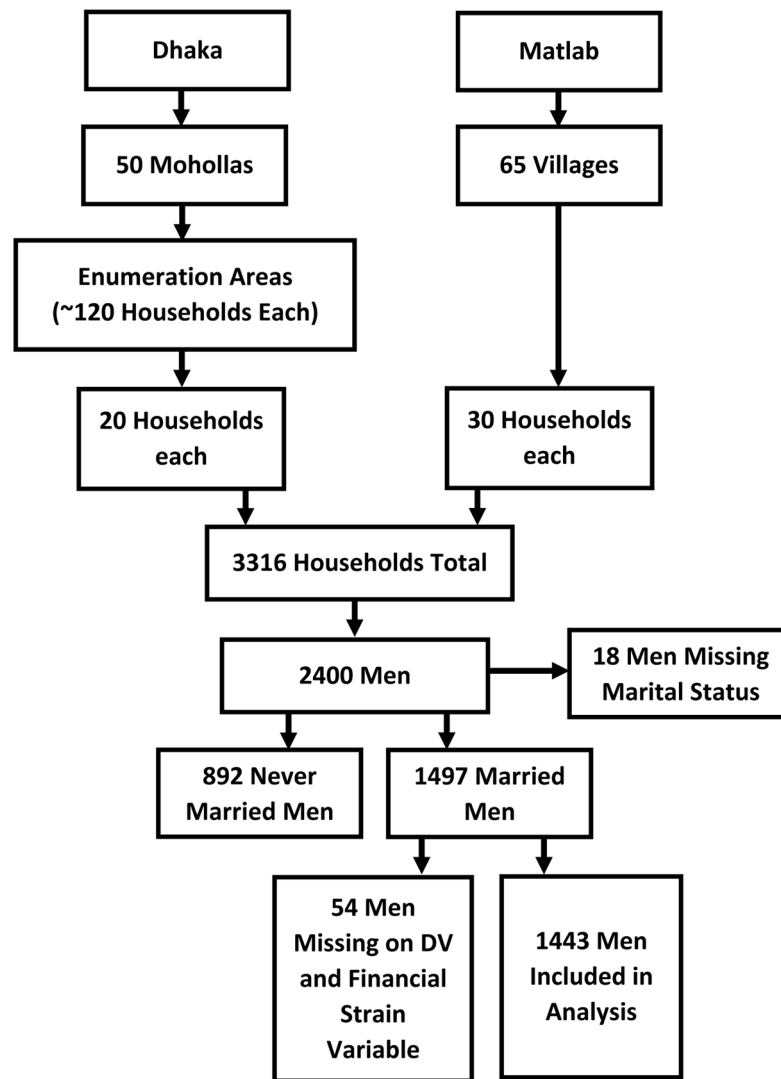 Dhaka
Matlab
50 Mohollas
65 Villages
Enumeration Areas
(~120 Households Each)
20 Households
each
30 Households
each
3316 Households Total
2400 Men
18 Men Missing
Marital Status
892 Never
Married Men
1497 Married
Men
54 Men
Missing on DV
and Financial
Strain
Variable
1443 Men
Included in
Analysis